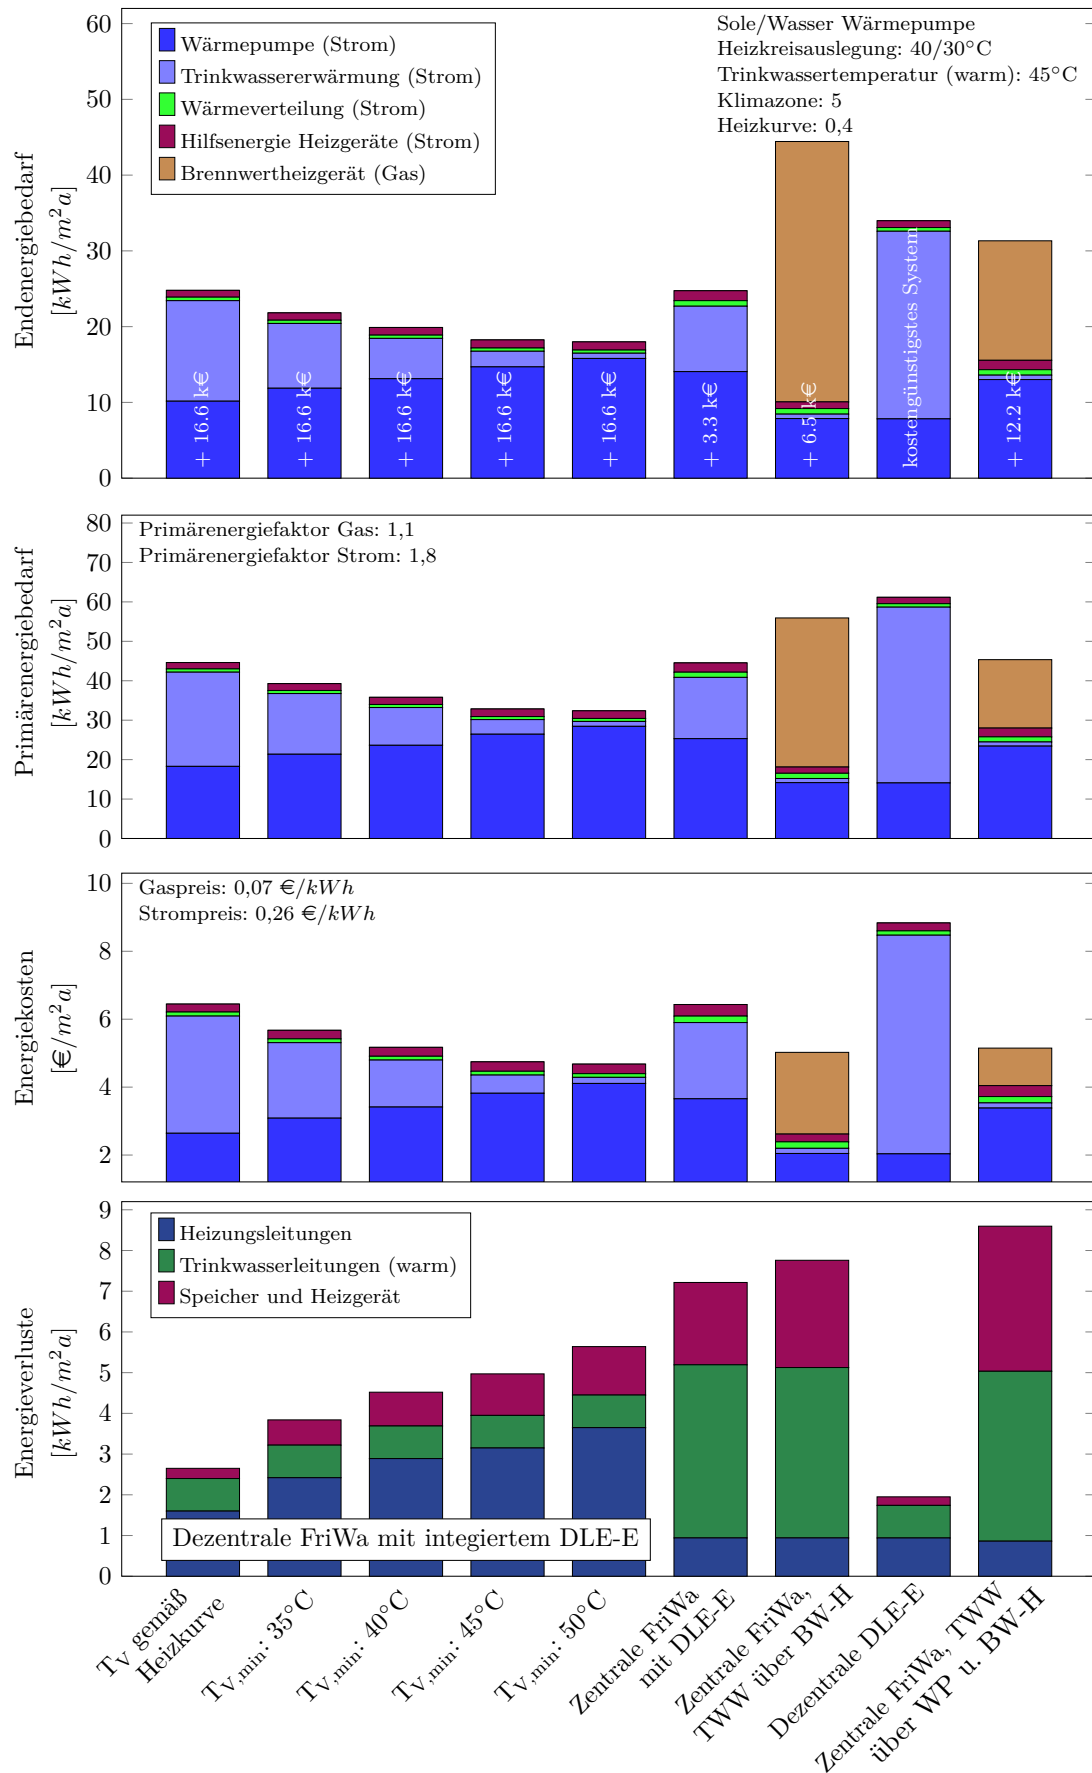 Endenergiebedarf
[kWh/m²a]
60
50
40
30
20
10
0
Wärmepumpe (Strom)
Trinkwassererwärmung (Strom)
Wärmeverteilung (Strom)
Hilfsenergie Heizgeräte (Strom)
Brennwertheizgerät (Gas)
Sole/Wasser Wärmepumpe
Heizkreisauslegung: 40/30°C
Trinkwassertemperatur (warm): 45°C
Klimazone: 5
Heizkurve: 0,4
+ 16.6 k€
+ 16.6 k€
+ 16.6 k€
+ 16.6 k€
+ 16.6 k€
+ 3.3 k€
+ 6.5 k€
kostengünstigstes System
+ 12.2 k€
Primärenergiebedarf
[kWh/m²a]
80
70
60
50
40
30
20
10
0
Primärenergiefaktor Gas: 1,1
Primärenergiefaktor Strom: 1,8
Energiekosten
[€/m²a]
10
8
6
4
2
Gaspreis: 0,07 €/kWh
Strompreis: 0,26 €/kWh
Energieverluste
[kWh/m²a]
9
8
7
6
5
4
3
2
1
0
Heizungsleitungen
Trinkwasserleitungen (warm)
Speicher und Heizgerät
Dezentrale FriWa mit integiertem DLE-E
TV gemäß
Heizkurve
TV,min: 35°C
TV,min: 40°C
TV,min: 45°C
TV,min: 50°C
Zentrale FriWa
mit DLE-E
Zentrale FriWa,
TWW über BW-H
Dezentrale DLE-E
Zentrale FriWa, TWW
über WP u. BW-H